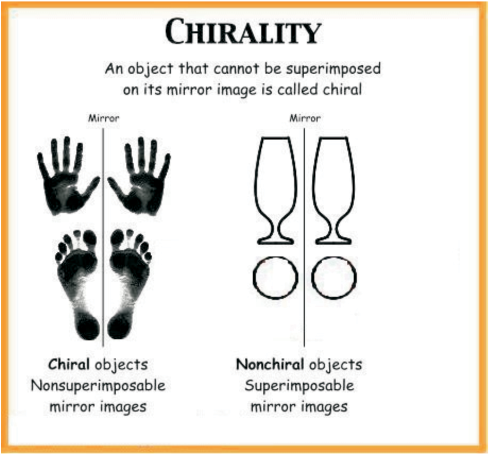 CHIRALITY
An object that cannot be superimposed
on its mirror image is called chiral
Mirror
Mirror
Chiral objects
Nonsuperimposable
mirror images
Nonchiral objects
Superimposable
mirror images